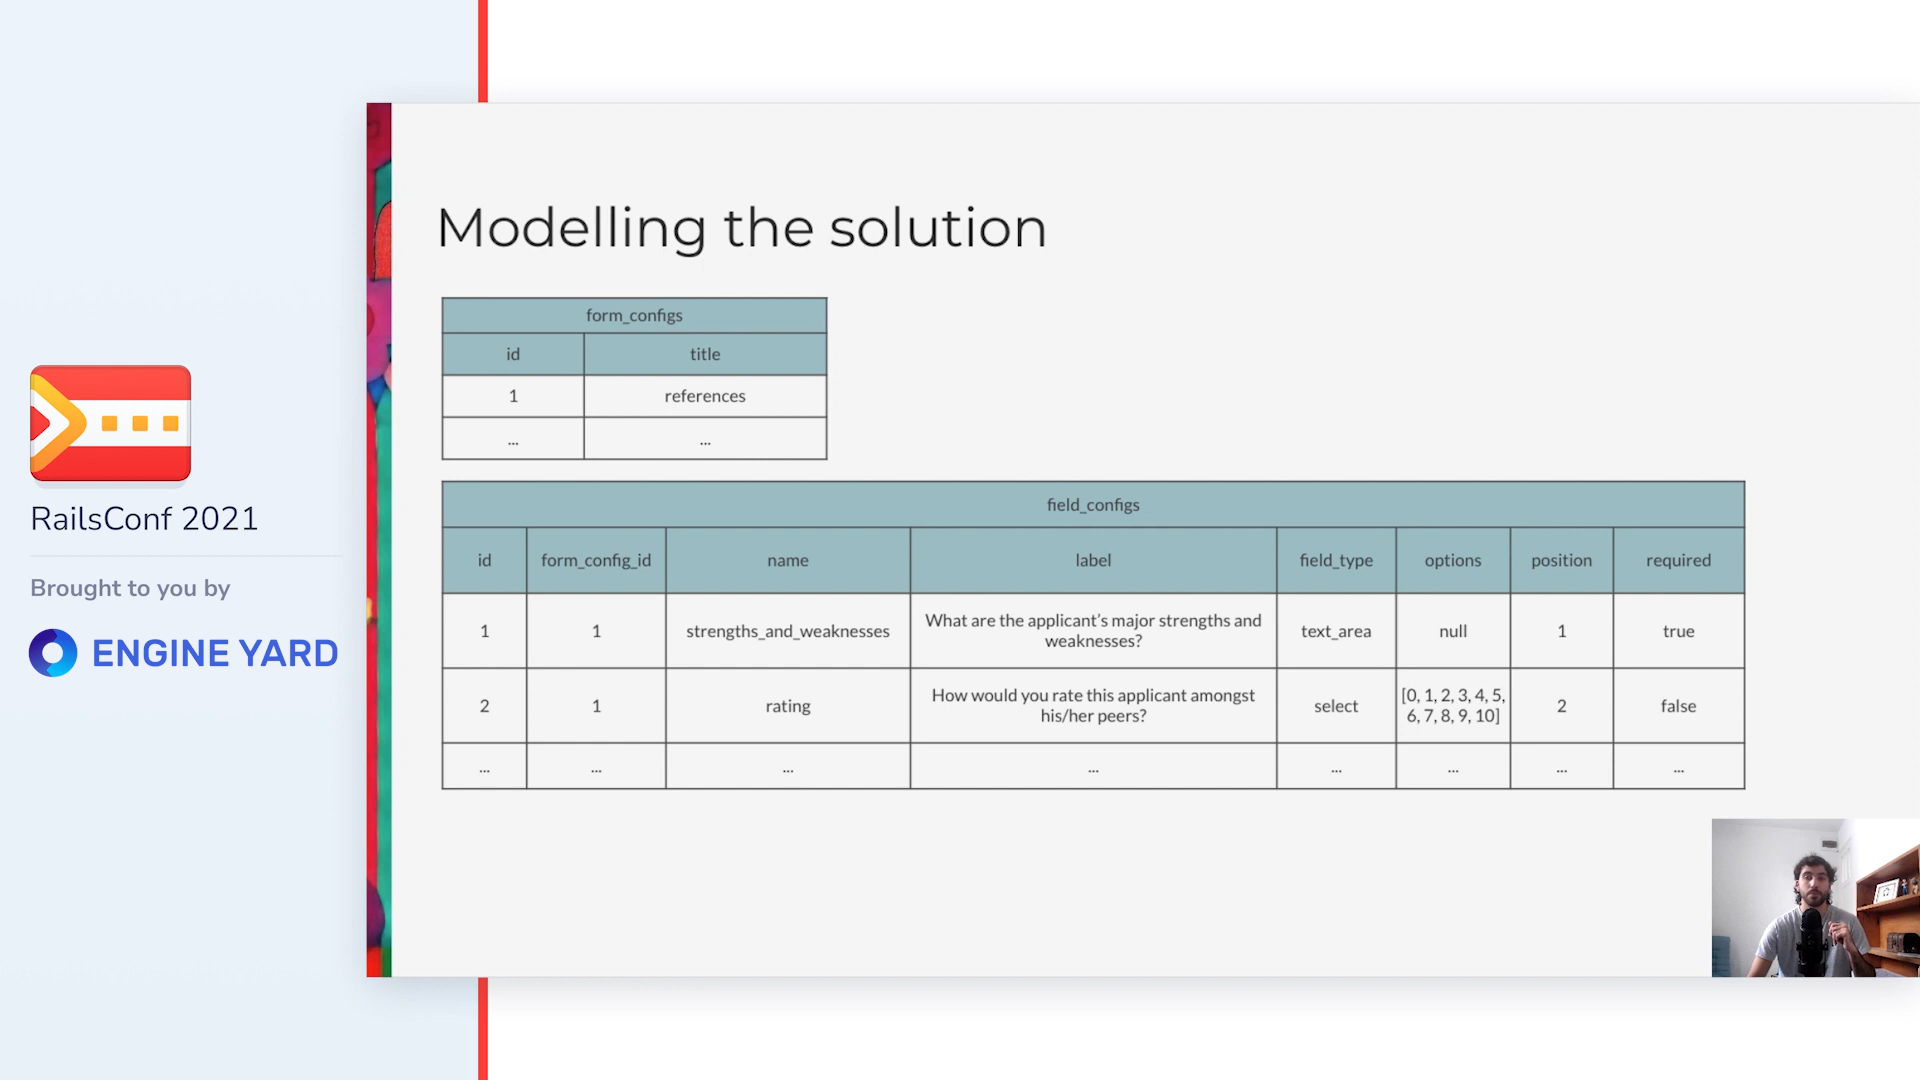 RailsConf 2021
Brought to you by
ENGINE YARD
Modelling the solution
form_configs
id title
1 references
... ...
field_configs
id form_config_id name label field_type options position required
1 1 strengths_and_weaknesses What are the applicant's major strengths and weaknesses? text_area null 1 true
2 1 rating How would you rate this applicant amongst his/her peers? select [0, 1, 2, 3, 4, 5, 6, 7, 8, 9, 10] 2 false
... ... ... ... ... ... ... ...